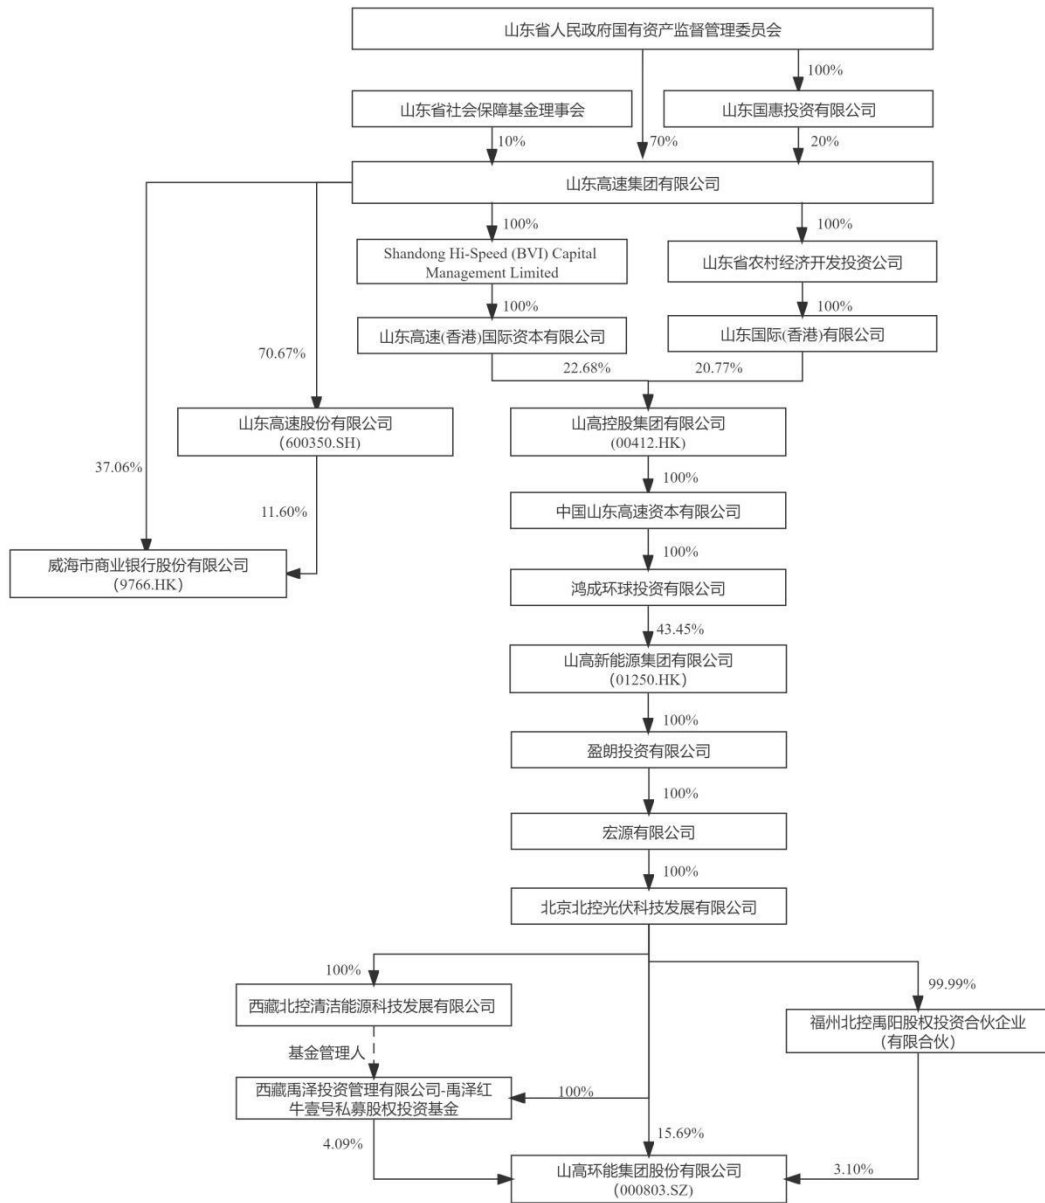 山东省人民政府国有资产监督管理委员会
100%
山东省社会保障基金理事会
山东国惠投资有限公司
10%
70%
20%
山东高速集团有限公司
100%
100%
Shandong Hi-Speed (BVI) Capital
Management Limited
山东省农村经济开发投资公司
100%
100%
山东高速(香港)国际资本有限公司
山东国际(香港)有限公司
70.67%
22.68%
20.77%
山东高速股份有限公司
(600350.SH)
山高控股集团有限公司
(00412.HK)
37.06%
100%
11.60%
中国山东高速资本有限公司
100%
威海市商业银行股份有限公司
(9766.HK)
鸿成环球投资有限公司
43.45%
山高新能源集团有限公司
(01250.HK)
100%
盈朗投资有限公司
100%
宏源有限公司
100%
北京北控光伏科技发展有限公司
100%
99.99%
西藏北控清洁能源科技发展有限公司
福州北控禹阳股权投资合伙企业
(有限合伙)
基金管理人
西藏禹泽投资管理有限公司-禹泽红
牛壹号私募股权投资基金
100%
4.09%
15.69%
3.10%
山高环能集团股份有限公司
(000803.SZ)